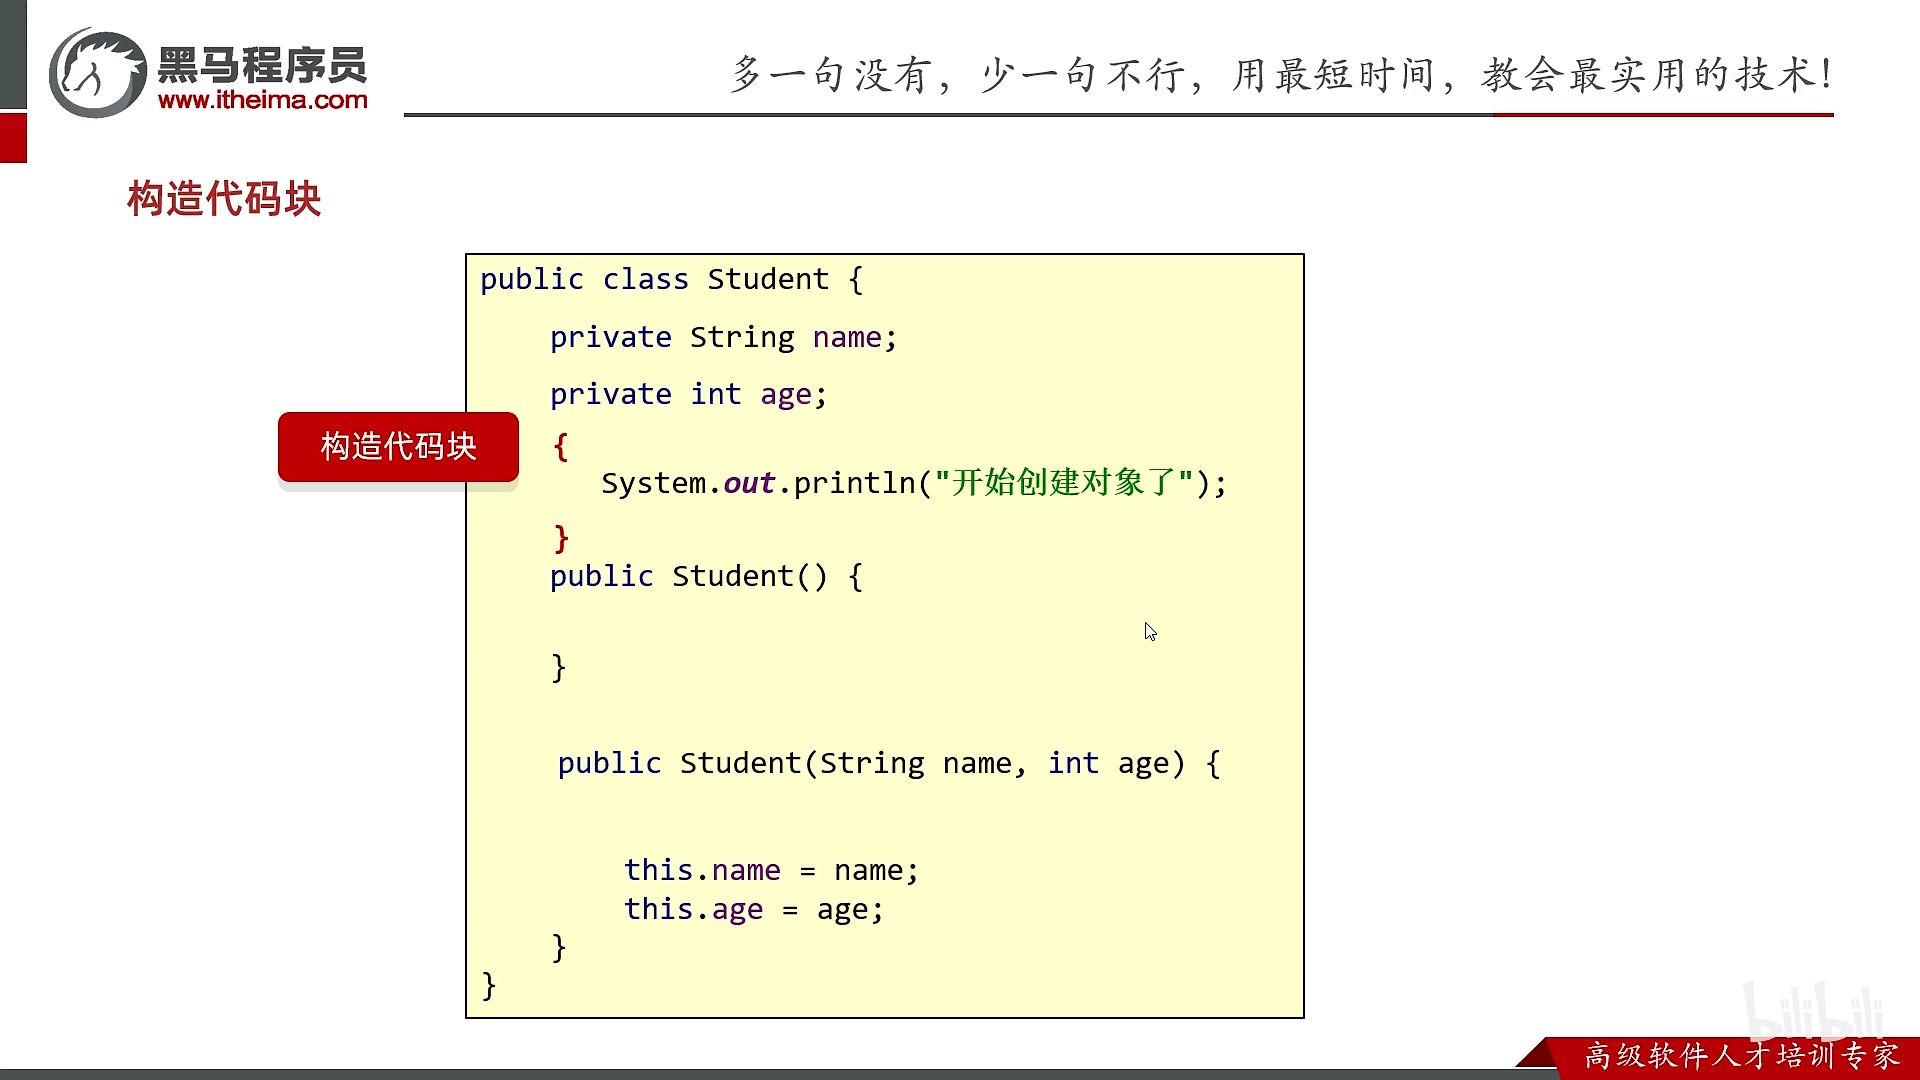 黑马程序员
www.itheima.com
多一句没有，少一句不行，用最短时间，教会最实用的技术！
构造代码块
public class Student {
private String name;
private int age;
构造代码块
{
System.out.println("开始创建对象了");
}
public Student() {
}
public Student(String name, int age) {
this.name = name;
this.age = age;
}
}
bilibili
高级软件人才培训专家